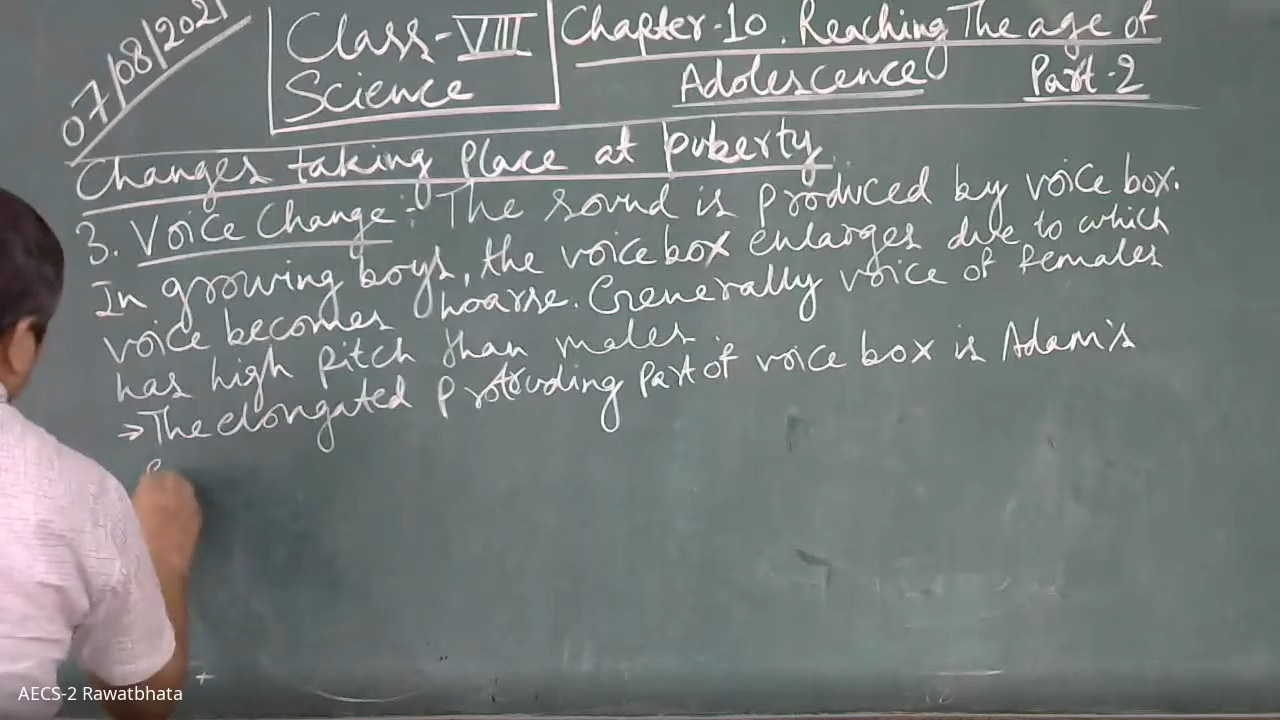 07/08/2021
Class-VIII
Science
Chapter-10. Reaching The age of
Adolescence Part-2
Changes taking place at puberty
3. Voice Change:- The sound is produced by voice box.
In growing boys, the voice box enlarges due to which
voice becomes hoarse. Generally voice of females
has high pitch than males.
→The elongated protruding part of voice box is Adam's
AECS-2 Rawatbhata